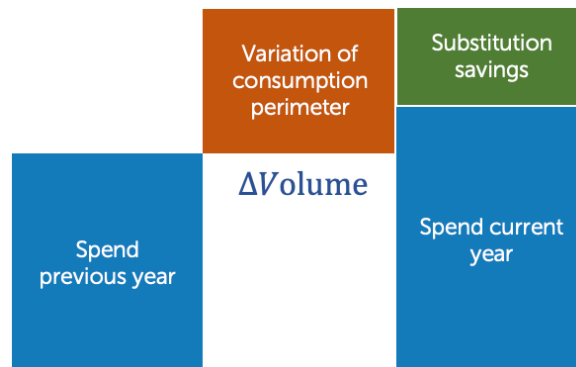 Variation of
consumption
perimeter
Substitution
savings
ΔVolume
Spend
previous year
Spend current
year